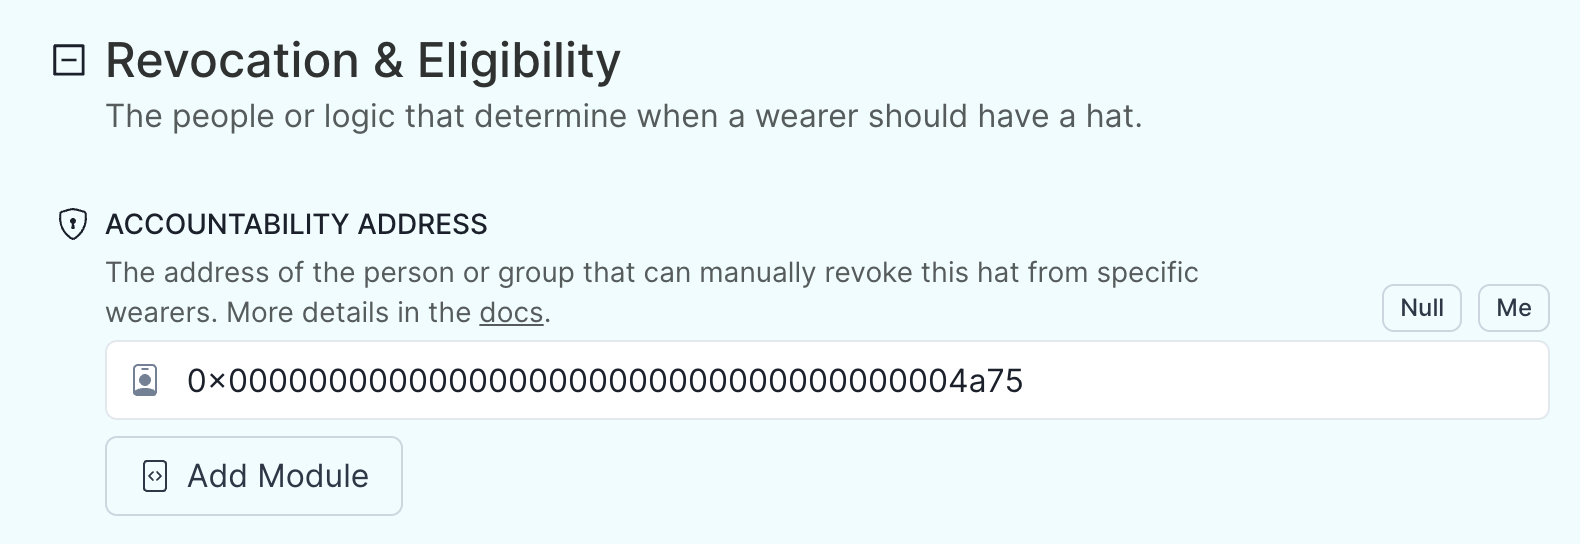 Revocation & Eligibility
The people or logic that determine when a wearer should have a hat.
ACCOUNTABILITY ADDRESS
The address of the person or group that can manually revoke this hat from specific
wearers. More details in the docs.
Null
Me
0x0000000000000000000000000000000000004a75
Add Module